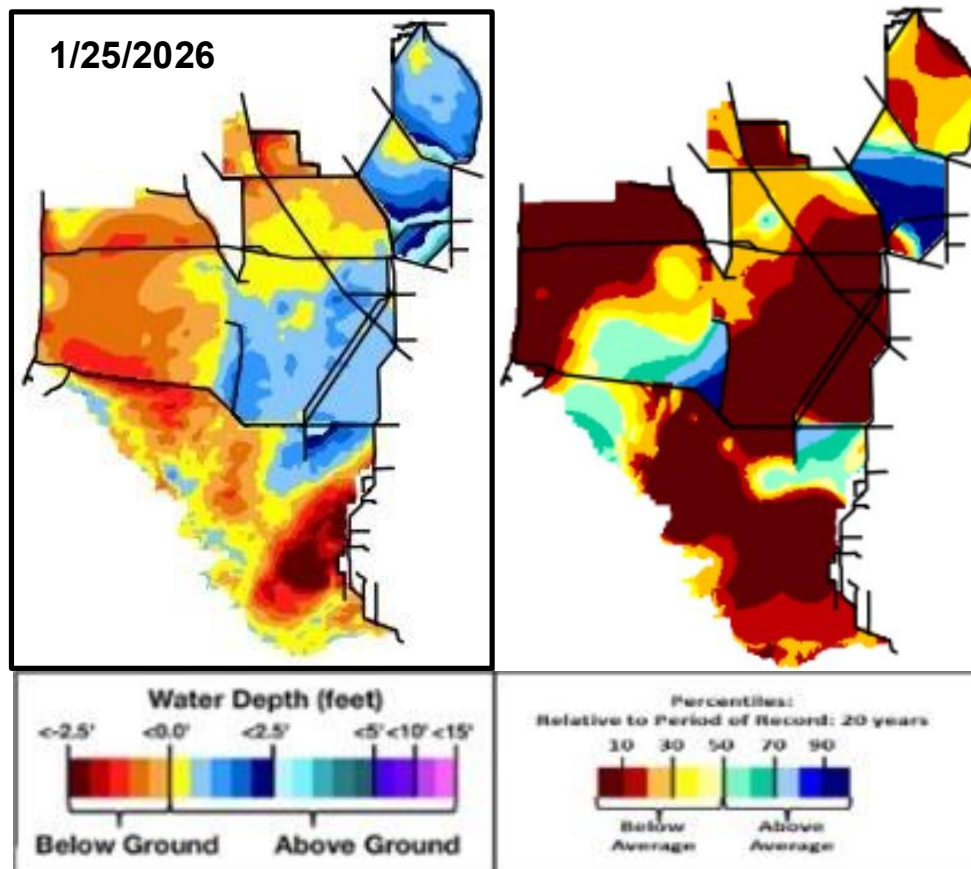 1/25/2026
Water Depth (feet)
<-2.5' <0.0' <2.5' <5' <10' <15'
Below Ground Above Ground
Percentiles:
Relative to Period of Record: 20 years
10 30 50 70 90
Below Average
Above Average